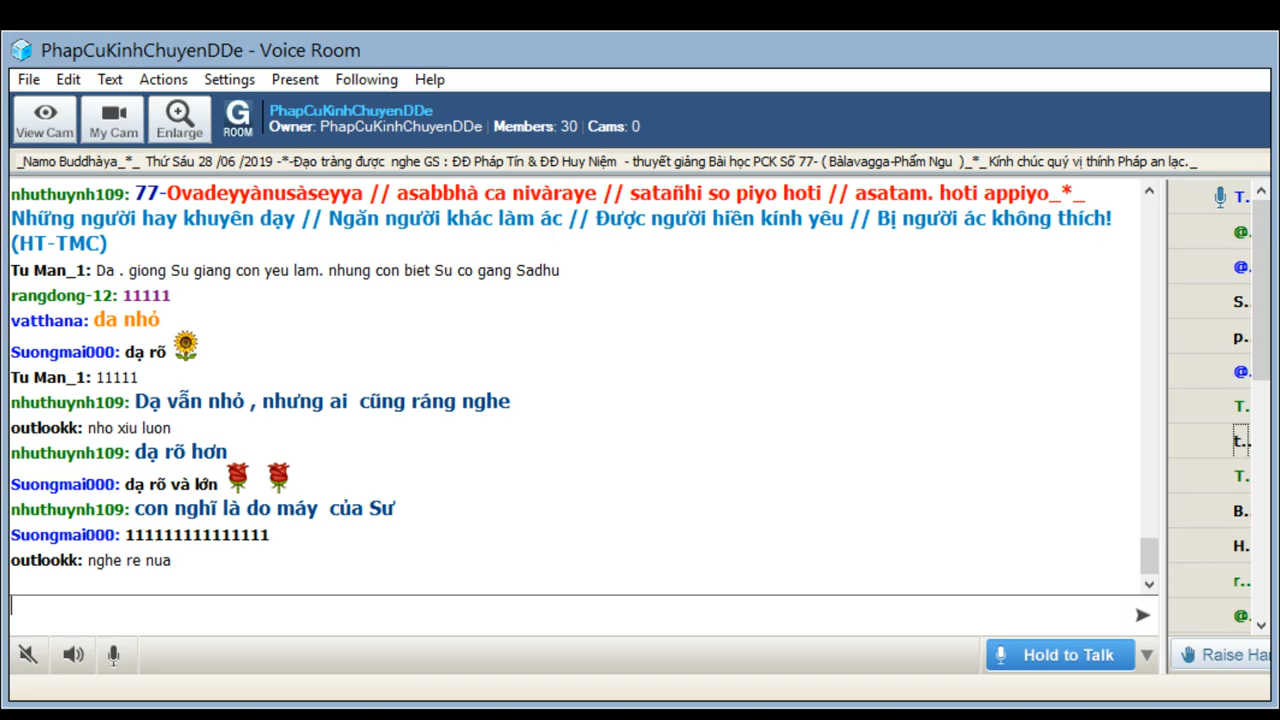 PhapCuKinhChuyenDDe - Voice Room
File Edit Text Actions Settings Present Following Help
View Cam My Cam Enlarge G ROOM
PhapCuKinhChuyenDDe
Owner: PhapCuKinhChuyenDDe | Members: 30 | Cams: 0
_Namo Buddhàya_*_ Thứ Sáu 28 /06 /2019 -*-Đạo tràng được nghe GS : ĐĐ Pháp Tín & ĐĐ Huy Niệm - thuyết giảng Bài học PCK Số 77- ( Bàlavagga-Phẩm Ngu )_*_Kính chúc quý vị thính Pháp an lạc._
nhuthuynh109: 77-Ovadeyyànusàseyya // asabbhà ca nivàraye // satañhi so piyo hoti // asatam. hoti appiyo_*_
Những người hay khuyên dạy // Ngăn người khác làm ác // Được người hiền kính yêu // Bị người ác không thích!
(HT-TMC)
Tu Man_1: Da . giong Su giang con yeu lam. nhung con biet Su co gang Sadhu
rangdong-12: 11111
vatthana: da nhỏ
Suongmai000: dạ rõ
Tu Man_1: 11111
nhuthuynh109: Dạ vẫn nhỏ , nhưng ai cũng ráng nghe
outlookk: nho xiu luon
nhuthuynh109: dạ rõ hơn
Suongmai000: dạ rõ và lớn
nhuthuynh109: con nghĩ là do máy của Sư
Suongmai000: 1111111111111111
outlookk: nghe re nua
T.
@.
@.
S..
p..
@.
T.
t..
T.
B..
H.
r..
@.
Hold to Talk
Raise Han